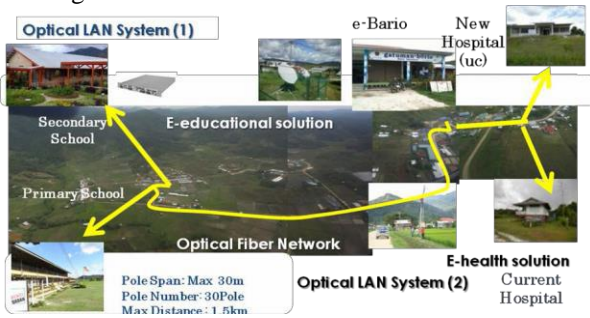 Optical LAN System (1)
e-Bario
New
Hospital
(uc)
Secondary
School
E-educational solution
Primary School
Optical Fiber Network
Pole Span: Max 30m
Pole Number: 30Pole
Max Distance : 1.5km
Optical LAN System (2)
E-health solution
Current
Hospital